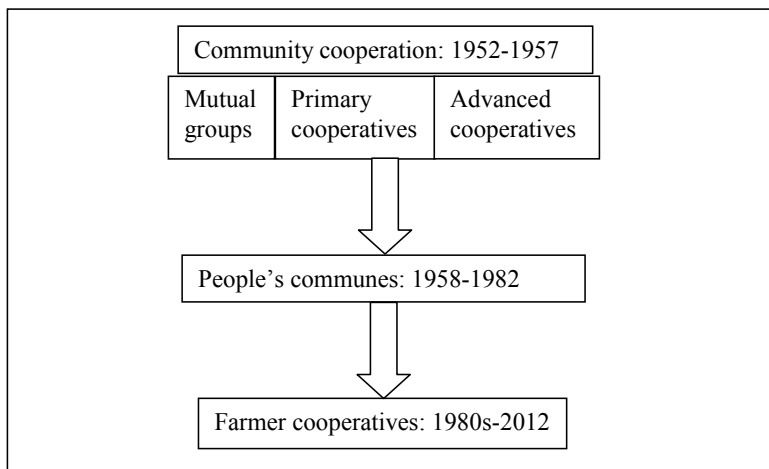 Community cooperation: 1952-1957
Mutual
groups
Primary
cooperatives
Advanced
cooperatives
People’s communes: 1958-1982
Farmer cooperatives: 1980s-2012